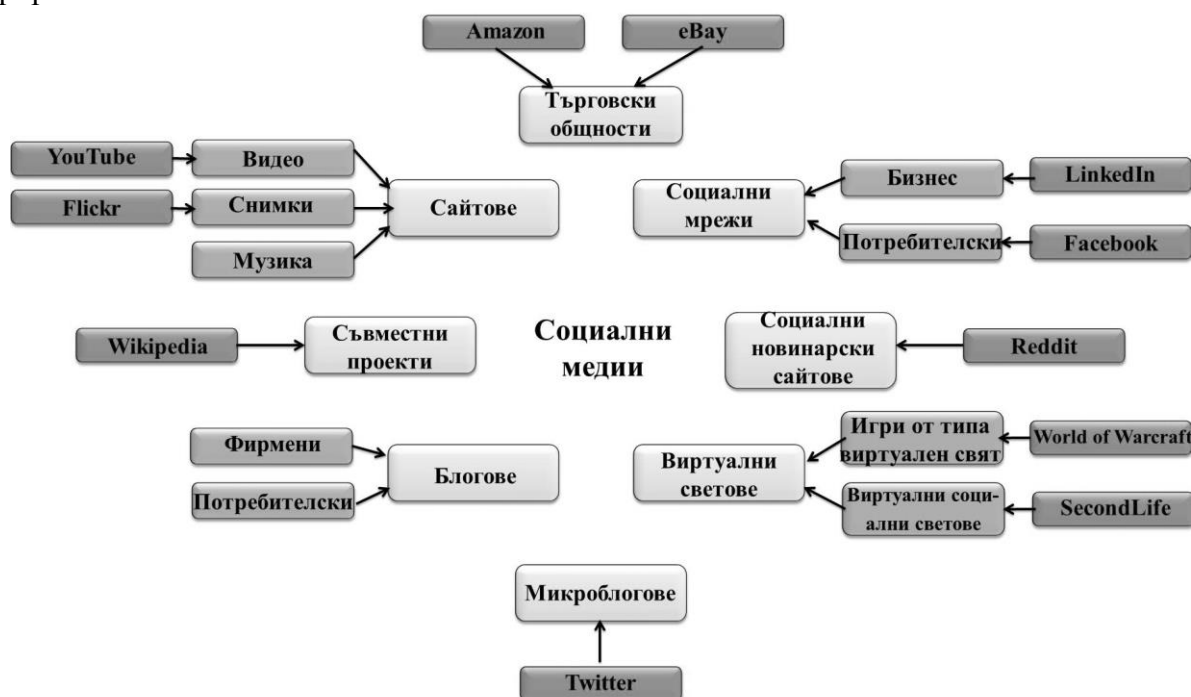 Amazon
eBay
Търговски
общности
YouTube
Видео
Flickr
Снимки
Музика
Сайтове
Социални
мрежи
Бизнес
LinkedIn
Потребителски
Facebook
Wikipedia
Съвместни
проекти
Социални
медии
Социални
новинарски
сайтове
Reddit
Фирмени
Потребителски
Блогове
Виртуални
светове
Игри от типа
виртуален свят
World of Warcraft
Виртуални соци-
ални светове
SecondLife
Микроблогове
Twitter